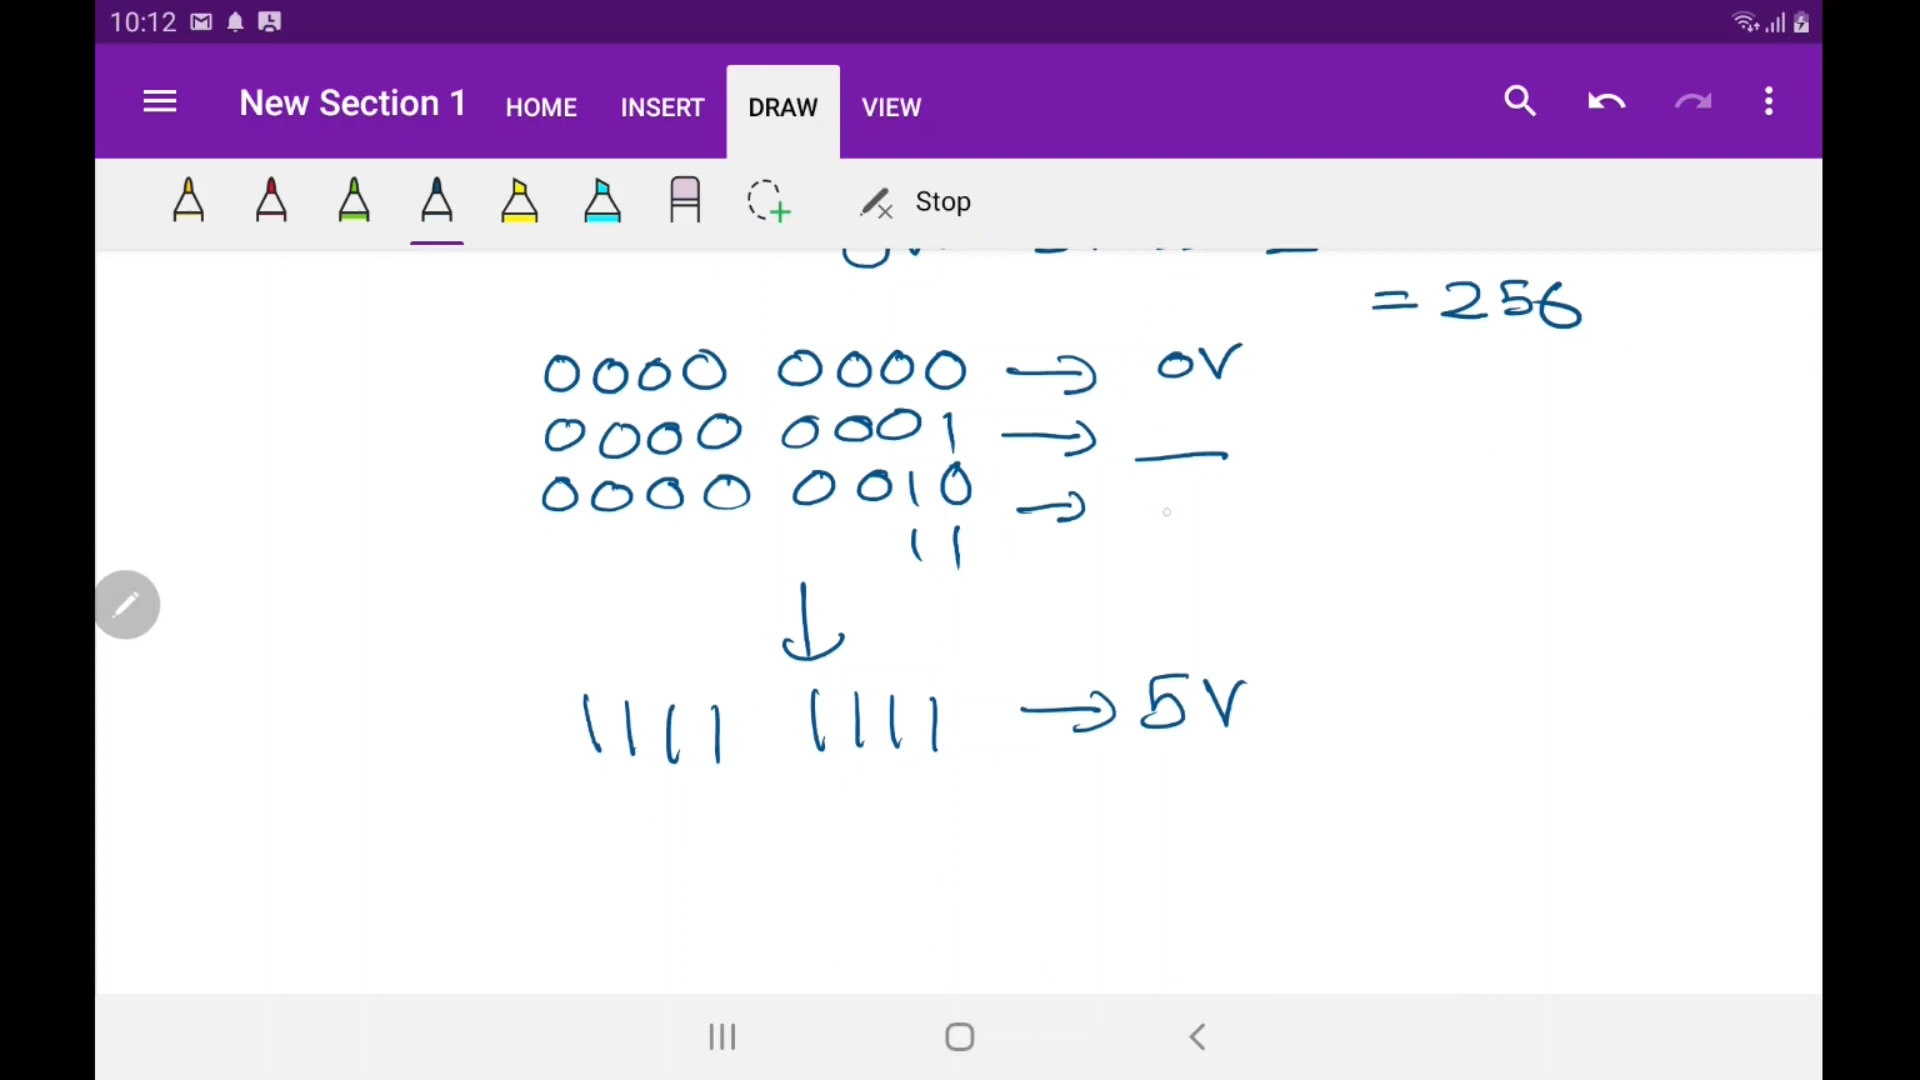 10:12
New Section 1 HOME INSERT DRAW VIEW
Stop
= 256
0000 0000 → 0V
0000 0001 →
0000 0010 →
11
↓
1111 1111 → 5V